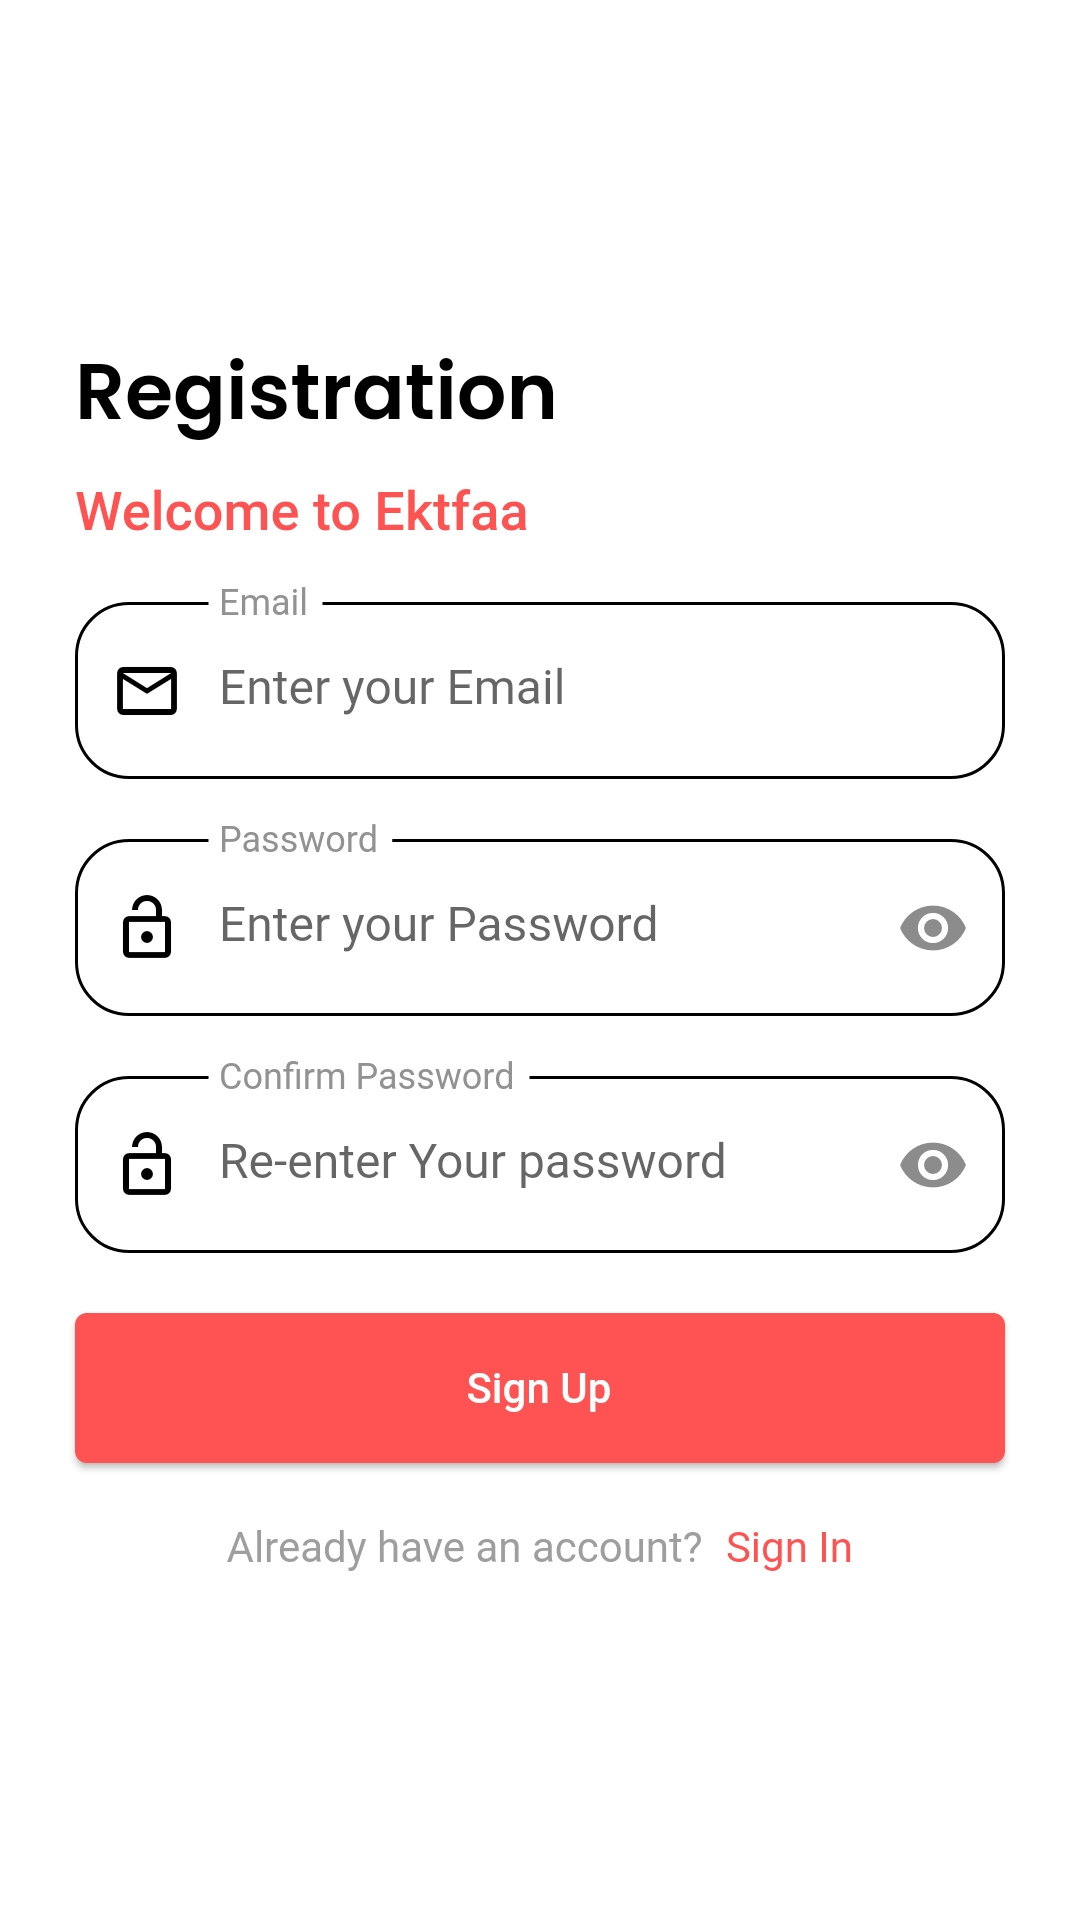 Registration
Welcome to Ektfaa
Email
Enter your Email
Password
Enter your Password
Confirm Password
Re-enter Your password
Sign Up
Already have an account? Sign In